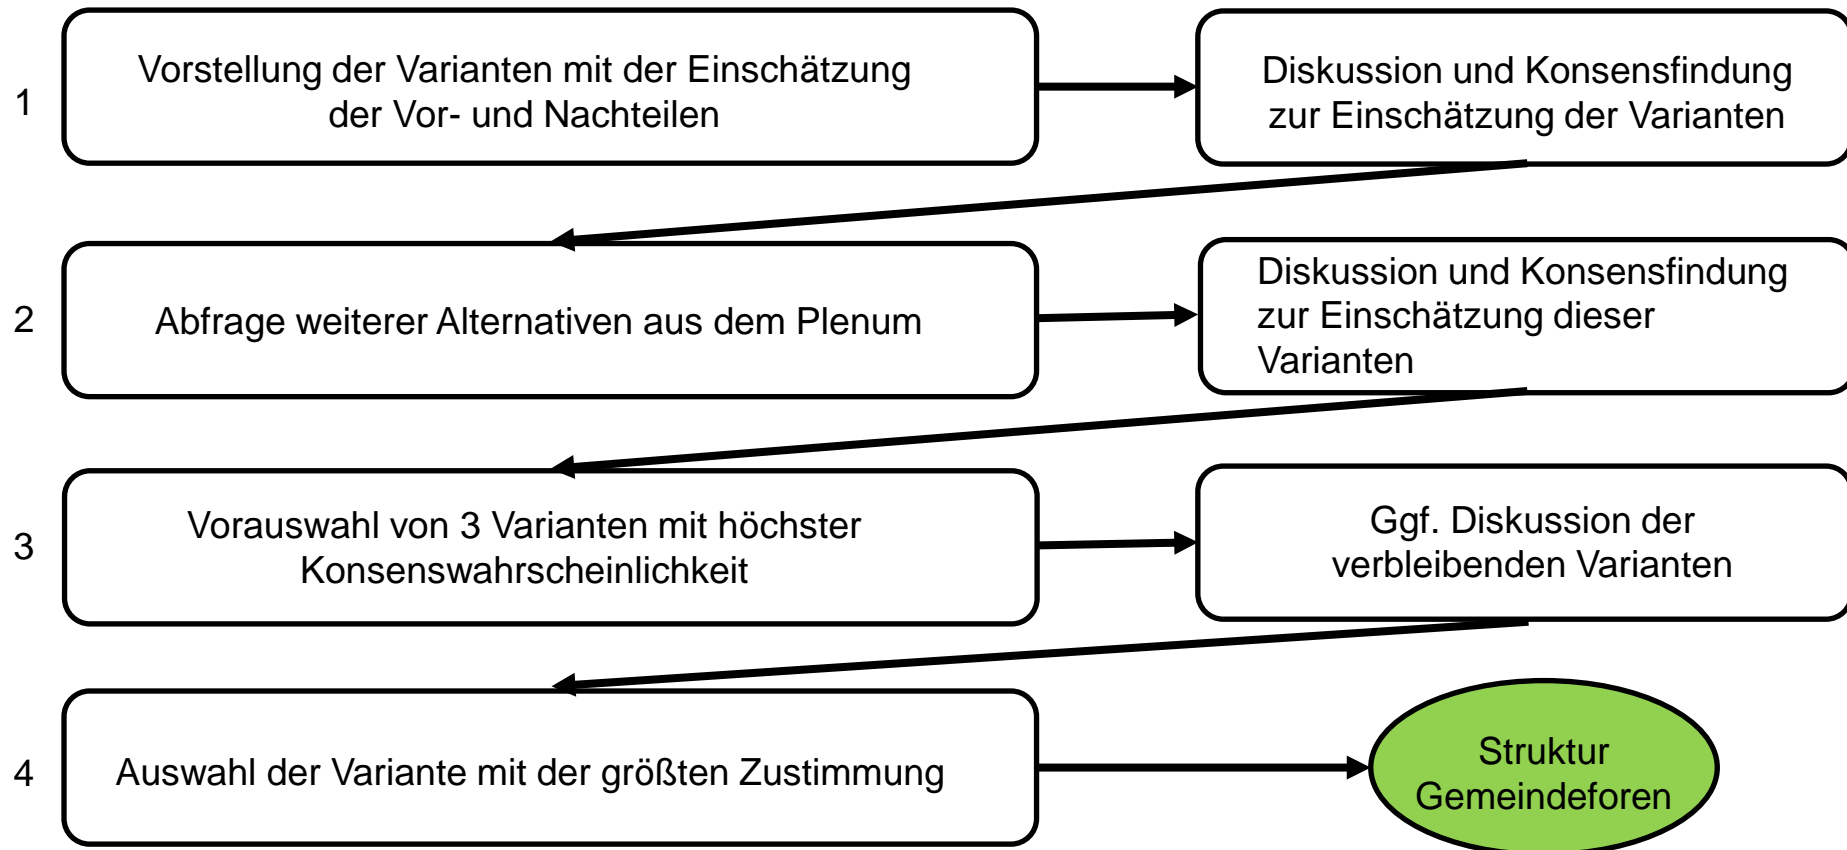 1
Vorstellung der Varianten mit der Einschätzung
der Vor- und Nachteilen
Diskussion und Konsensfindung
zur Einschätzung der Varianten
2
Abfrage weiterer Alternativen aus dem Plenum
Diskussion und Konsensfindung
zur Einschätzung dieser
Varianten
3
Vorauswahl von 3 Varianten mit höchster
Konsenswahrscheinlichkeit
Ggf. Diskussion der
verbleibenden Varianten
4
Auswahl der Variante mit der größten Zustimmung
Struktur
Gemeindeforen